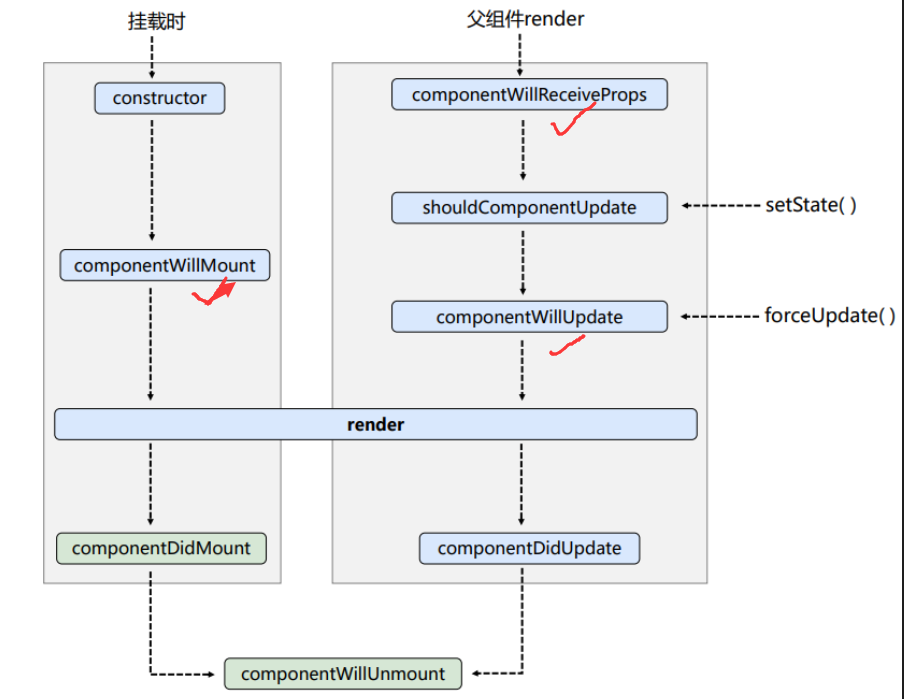 挂载时
constructor
componentWillMount
父组件render
componentWillReceiveProps
shouldComponentUpdate
setState( )
componentWillUpdate
forceUpdate( )
render
componentDidMount
componentDidUpdate
componentWillUnmount